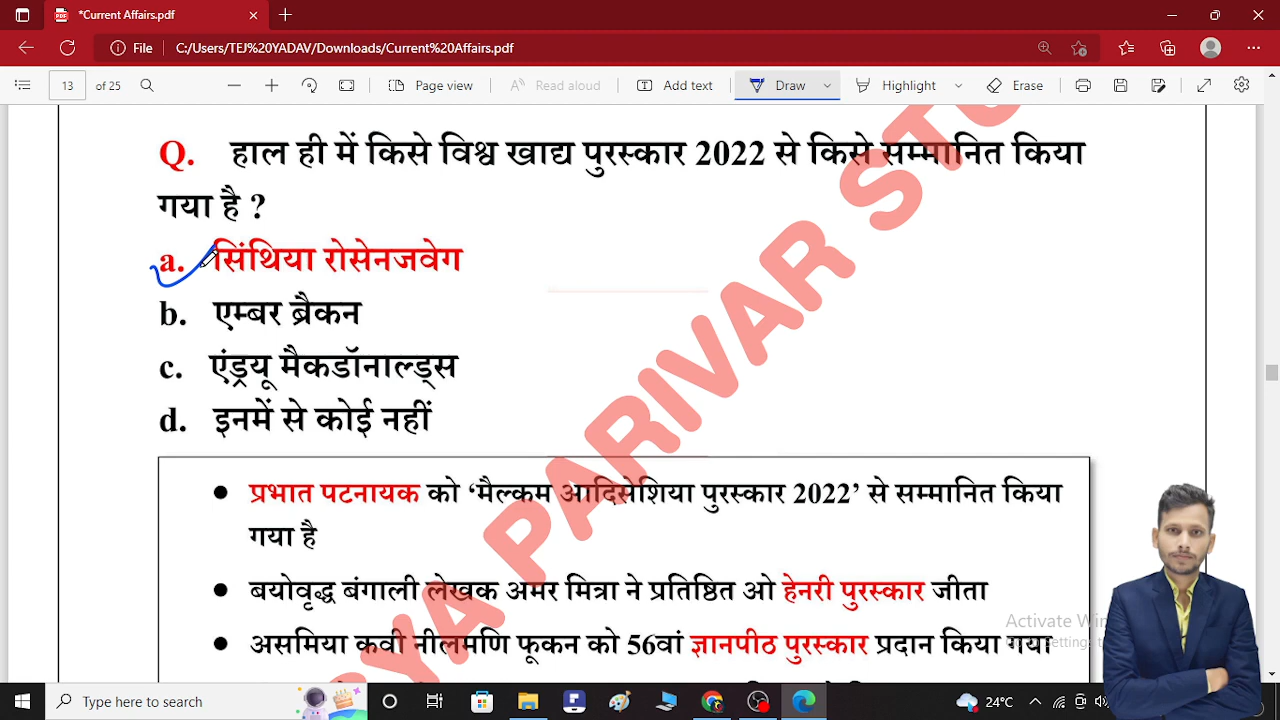 *Current Affairs.pdf
File C:/Users/TEJ%20YADAV/Downloads/Current%20Affairs.pdf
13 of 25 Page view Read aloud Add text Draw Highlight Erase
Q. हाल ही में किसे विश्व खाद्य पुरस्कार 2022 से किसे सम्मानित किया
गया है ?
a. सिंथिया रोसेनजवेग
b. एम्बर ब्रैकन
c. एंड्रयू मैकडॉनाल्ड्स
d. इनमें से कोई नहीं
प्रभात पटनायक को ‘मैल्कम आदिसेशिया पुरस्कार 2022’ से सम्मानित किया
गया है
बयोवृद्ध बंगाली लेखक अमर मित्रा ने प्रतिष्ठित ओ हेनरी पुरस्कार जीता
असमिया कवी नीलमणि फूकन को 56वां ज्ञानपीठ पुरस्कार प्रदान किया गया
PARIVAR
Activate
Type here to search 24°C